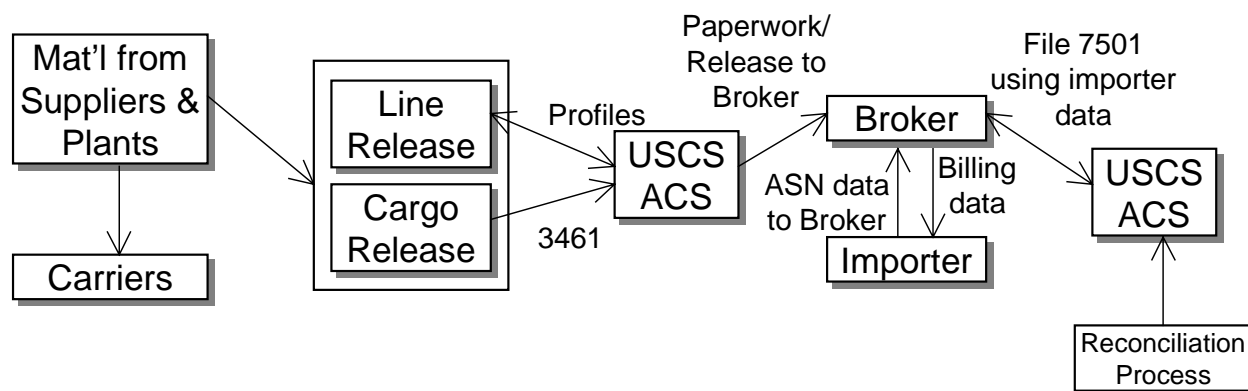 Mat'l from
Suppliers &
Plants
Carriers
Line
Release
Cargo
Release
Profiles
3461
USCS
ACS
Paperwork/
Release to
Broker
Broker
ASN data
to Broker
Billing
data
Importer
File 7501
using importer
data
USCS
ACS
Reconciliation
Process